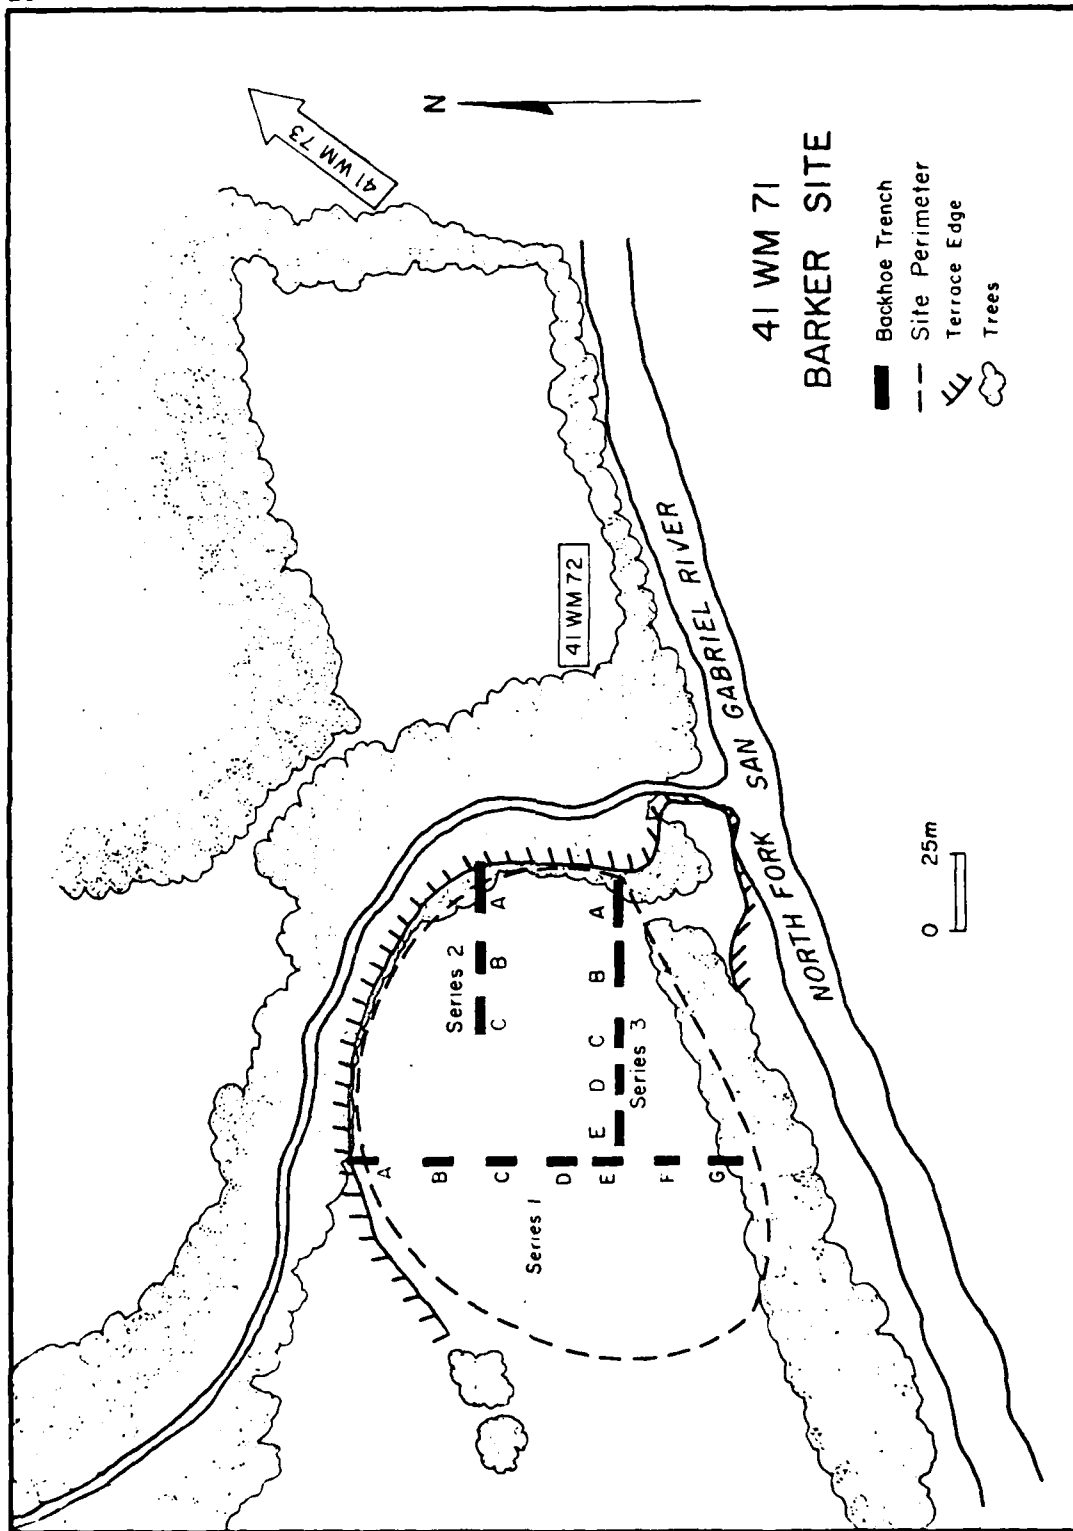 41 WM 73
N
41 WM 71
BARKER SITE
Backhoe Trench
Site Perimeter
Terrace Edge
Trees
41 WM 72
Series 2
C B A
Series 3
E D C B A
Series 1
A
B
C
D
E
F
G
NORTH FORK SAN GABRIEL RIVER
0 25m